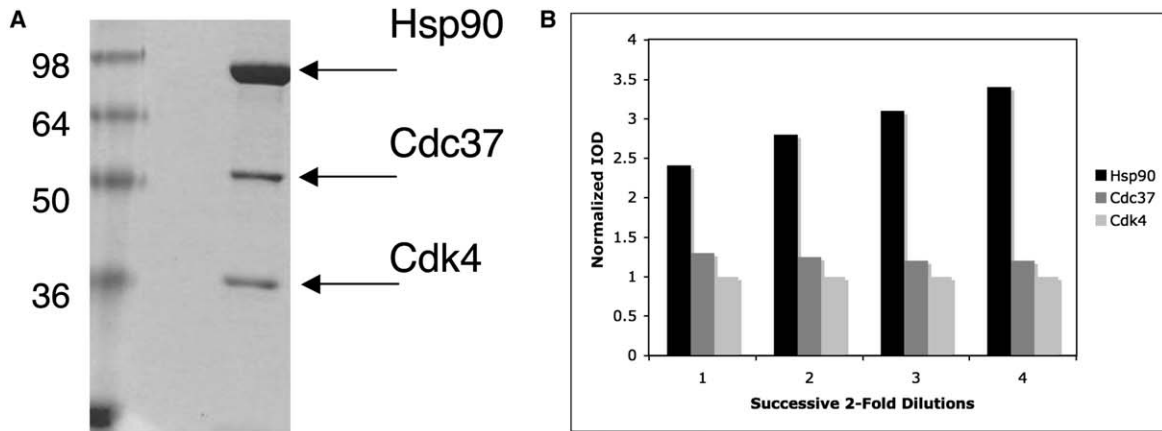 A
98
64
50
36
Hsp90
Cdc37
Cdk4
B
4
3.5
3
2.5
2
1.5
1
0.5
0
Normalized IOD
1 2 3 4
Successive 2-Fold Dilutions
Hsp90
Cdc37
Cdk4